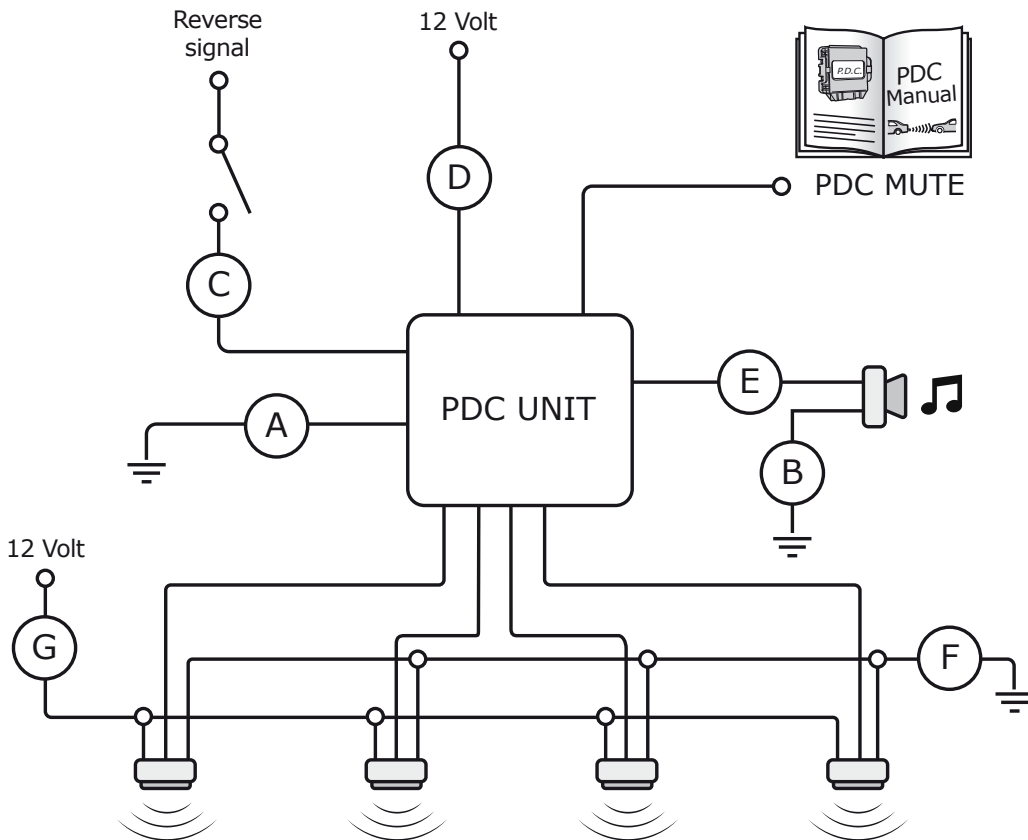 Reverse
signal
12 Volt
P.D.C.
PDC
Manual
PDC MUTE
D
C
PDC UNIT
E
A
B
12 Volt
G
F